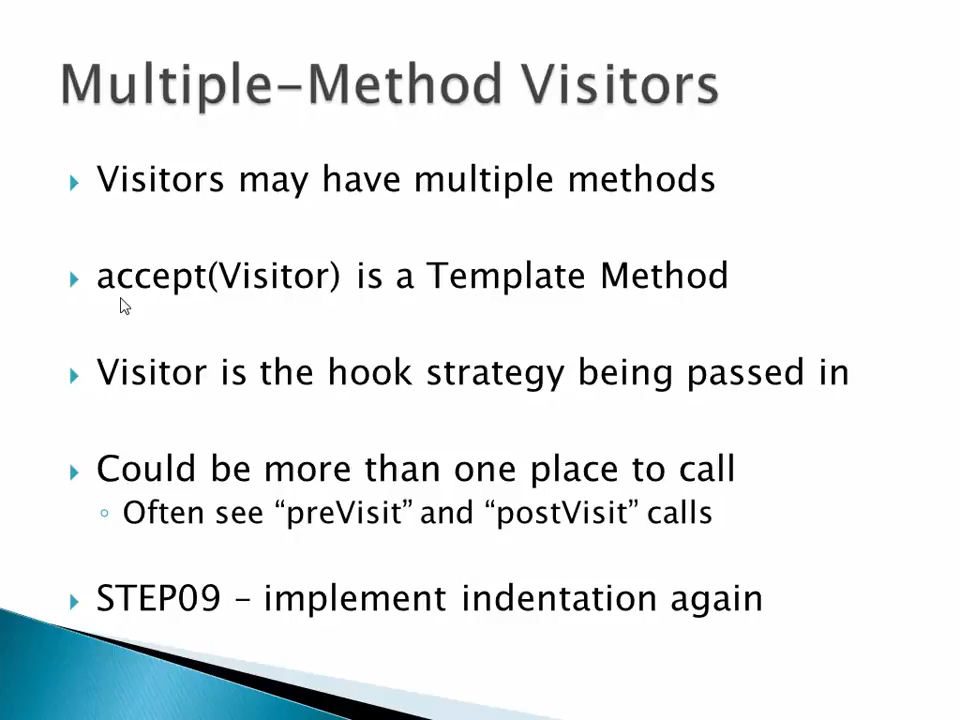 Multiple-Method Visitors
Visitors may have multiple methods
accept(Visitor) is a Template Method
Visitor is the hook strategy being passed in
Could be more than one place to call
Often see “preVisit” and “postVisit” calls
STEP09 – implement indentation again